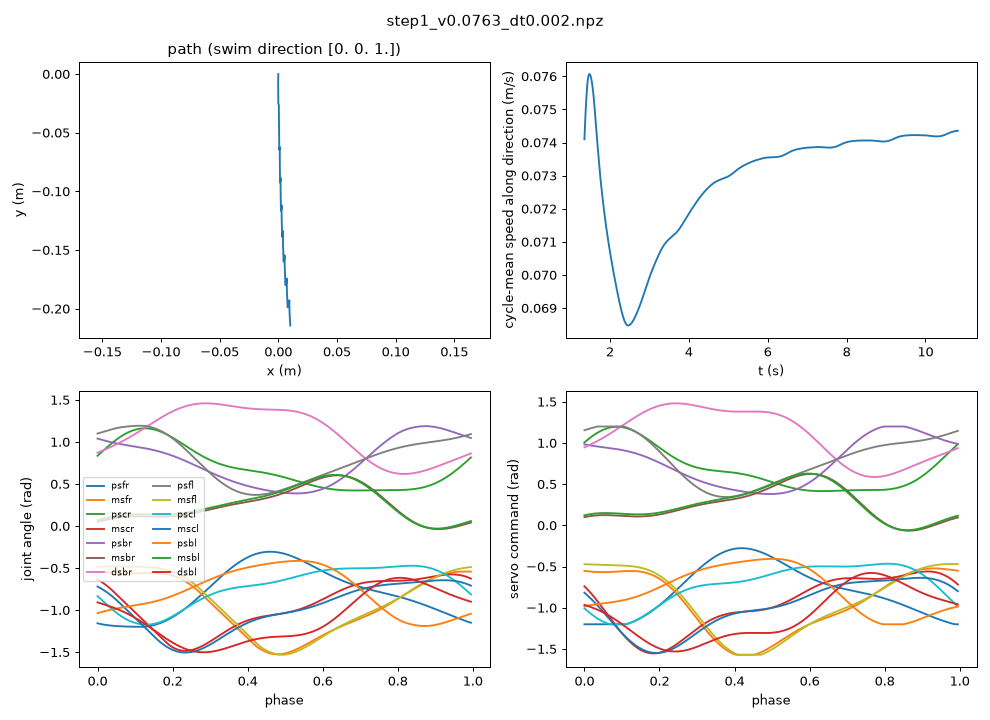 step1_v0.0763_dt0.002.npz
path (swim direction [0. 0. 1.])
0.00
−0.05
−0.10
−0.15
−0.20
y (m)
−0.15
−0.10
−0.05
0.00
0.05
0.10
0.15
x (m)
0.076
0.075
0.074
0.073
0.072
0.071
0.070
0.069
cycle-mean speed along direction (m/s)
2
4
6
8
10
t (s)
1.5
1.0
0.5
0.0
−0.5
−1.0
−1.5
joint angle (rad)
psfr
msfr
pscr
mscr
psbr
msbr
dsbr
psfl
msfl
pscl
mscl
psbl
msbl
dsbl
0.0
0.2
0.4
0.6
0.8
1.0
phase
1.5
1.0
0.5
0.0
−0.5
−1.0
−1.5
servo command (rad)
0.0
0.2
0.4
0.6
0.8
1.0
phase